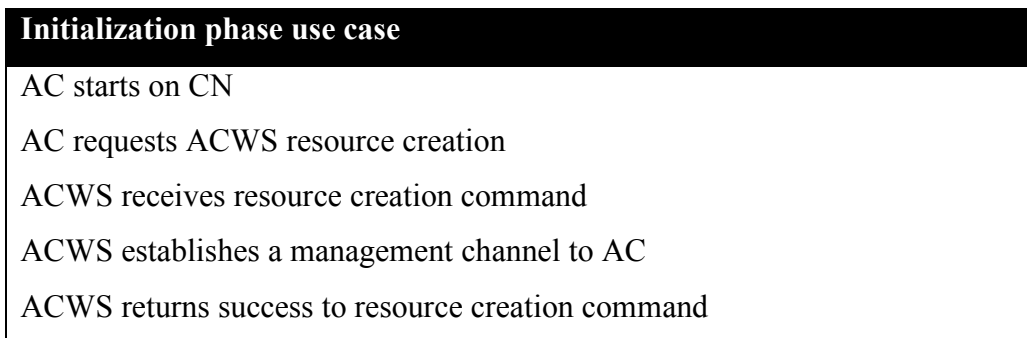 Initialization phase use case
AC starts on CN
AC requests ACWS resource creation
ACWS receives resource creation command
ACWS establishes a management channel to AC
ACWS returns success to resource creation command